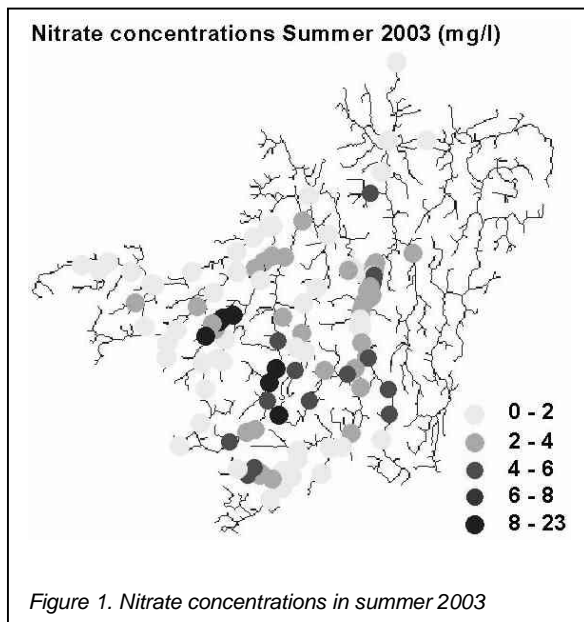 Nitrate concentrations Summer 2003 (mg/l)
0 - 2
2 - 4
4 - 6
6 - 8
8 - 23
Figure 1. Nitrate concentrations in summer 2003